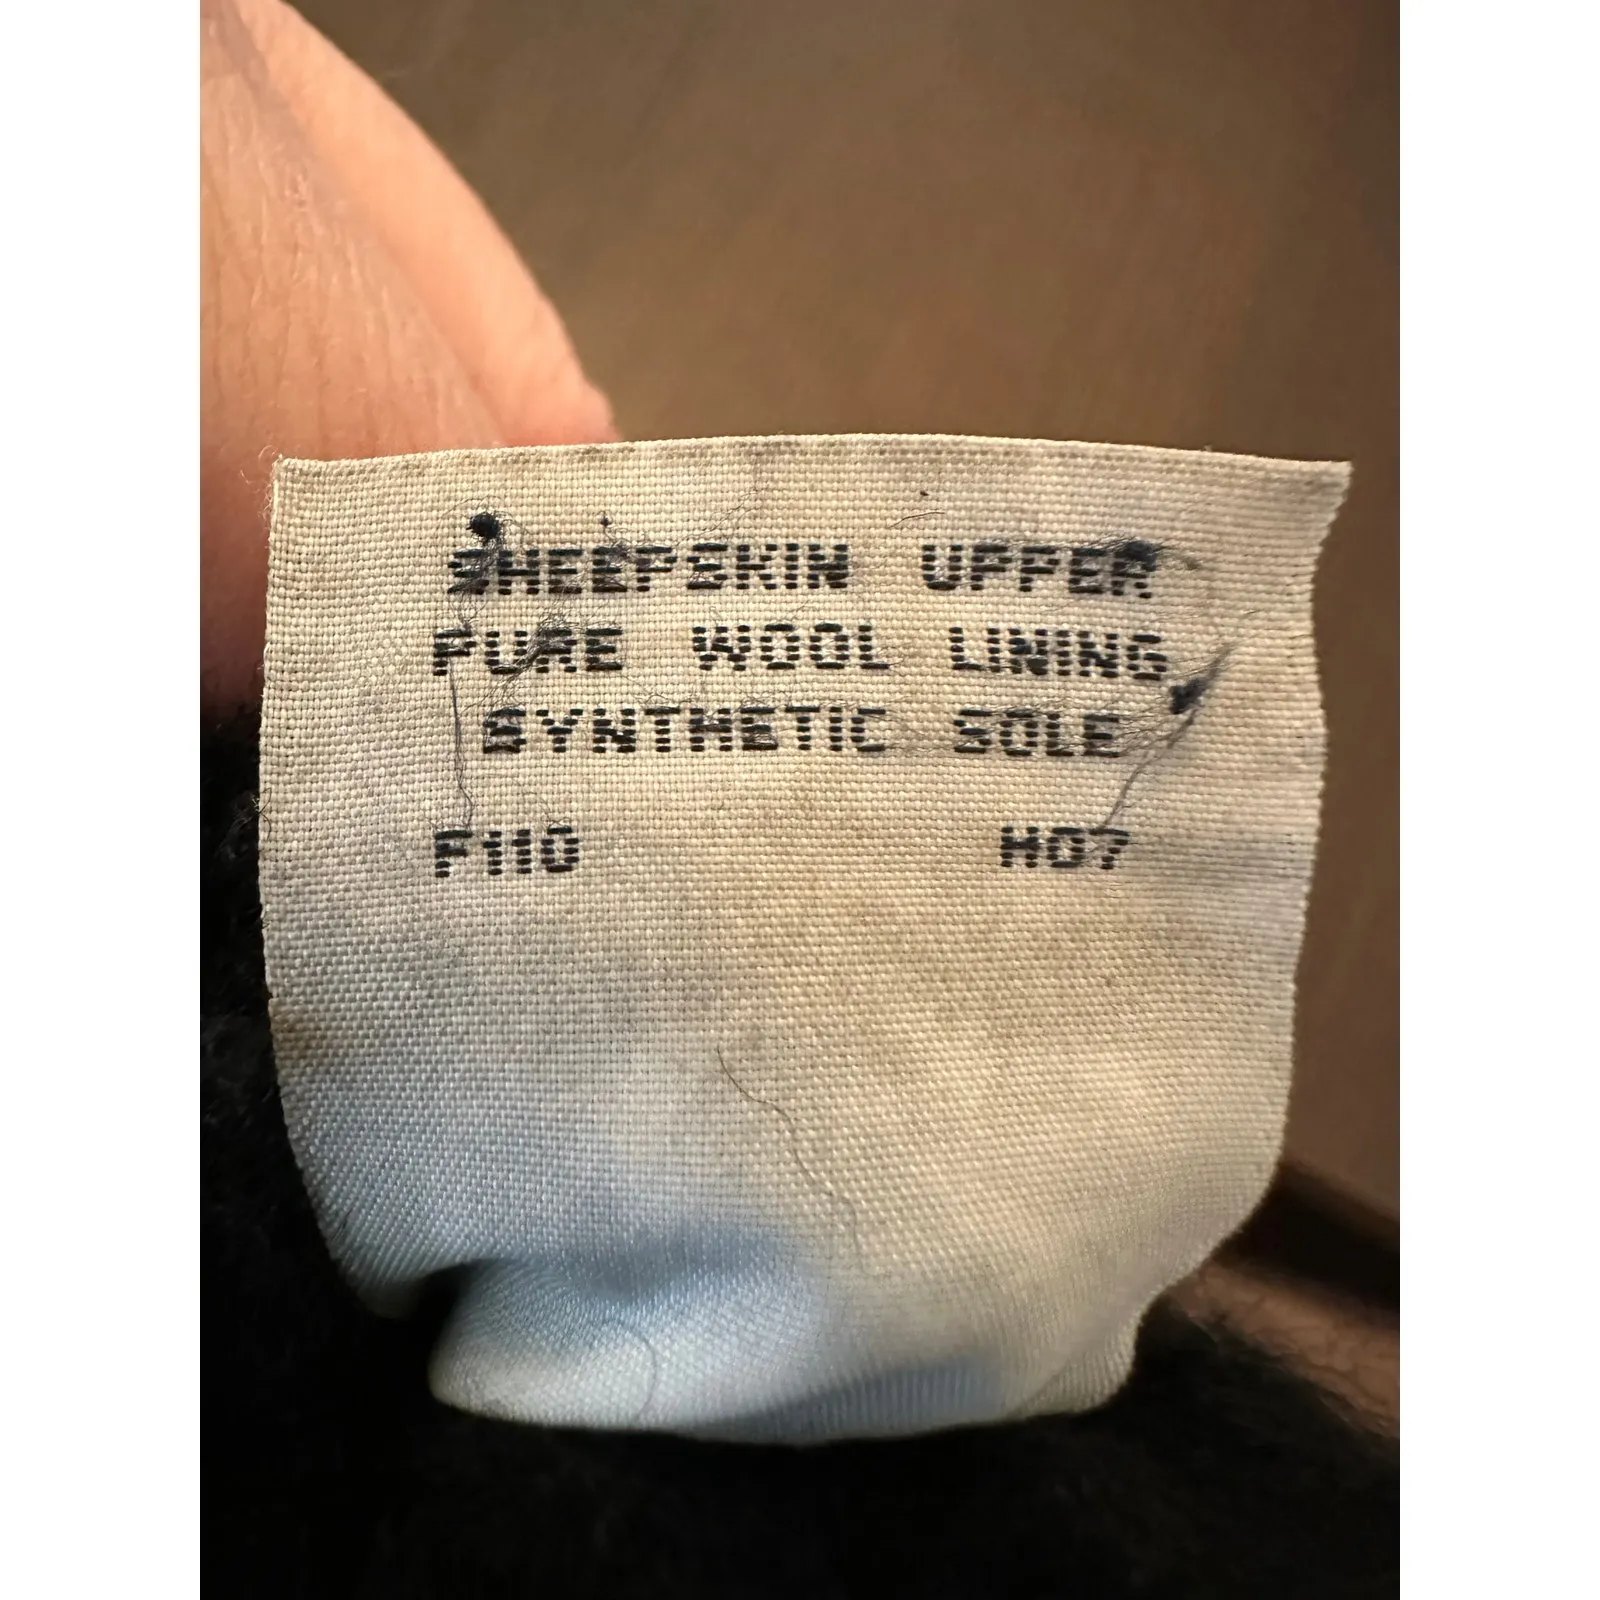 SHEEPSKIN UPPER
PURE WOOL LINING
SYNTHETIC SOLE
F110 H07